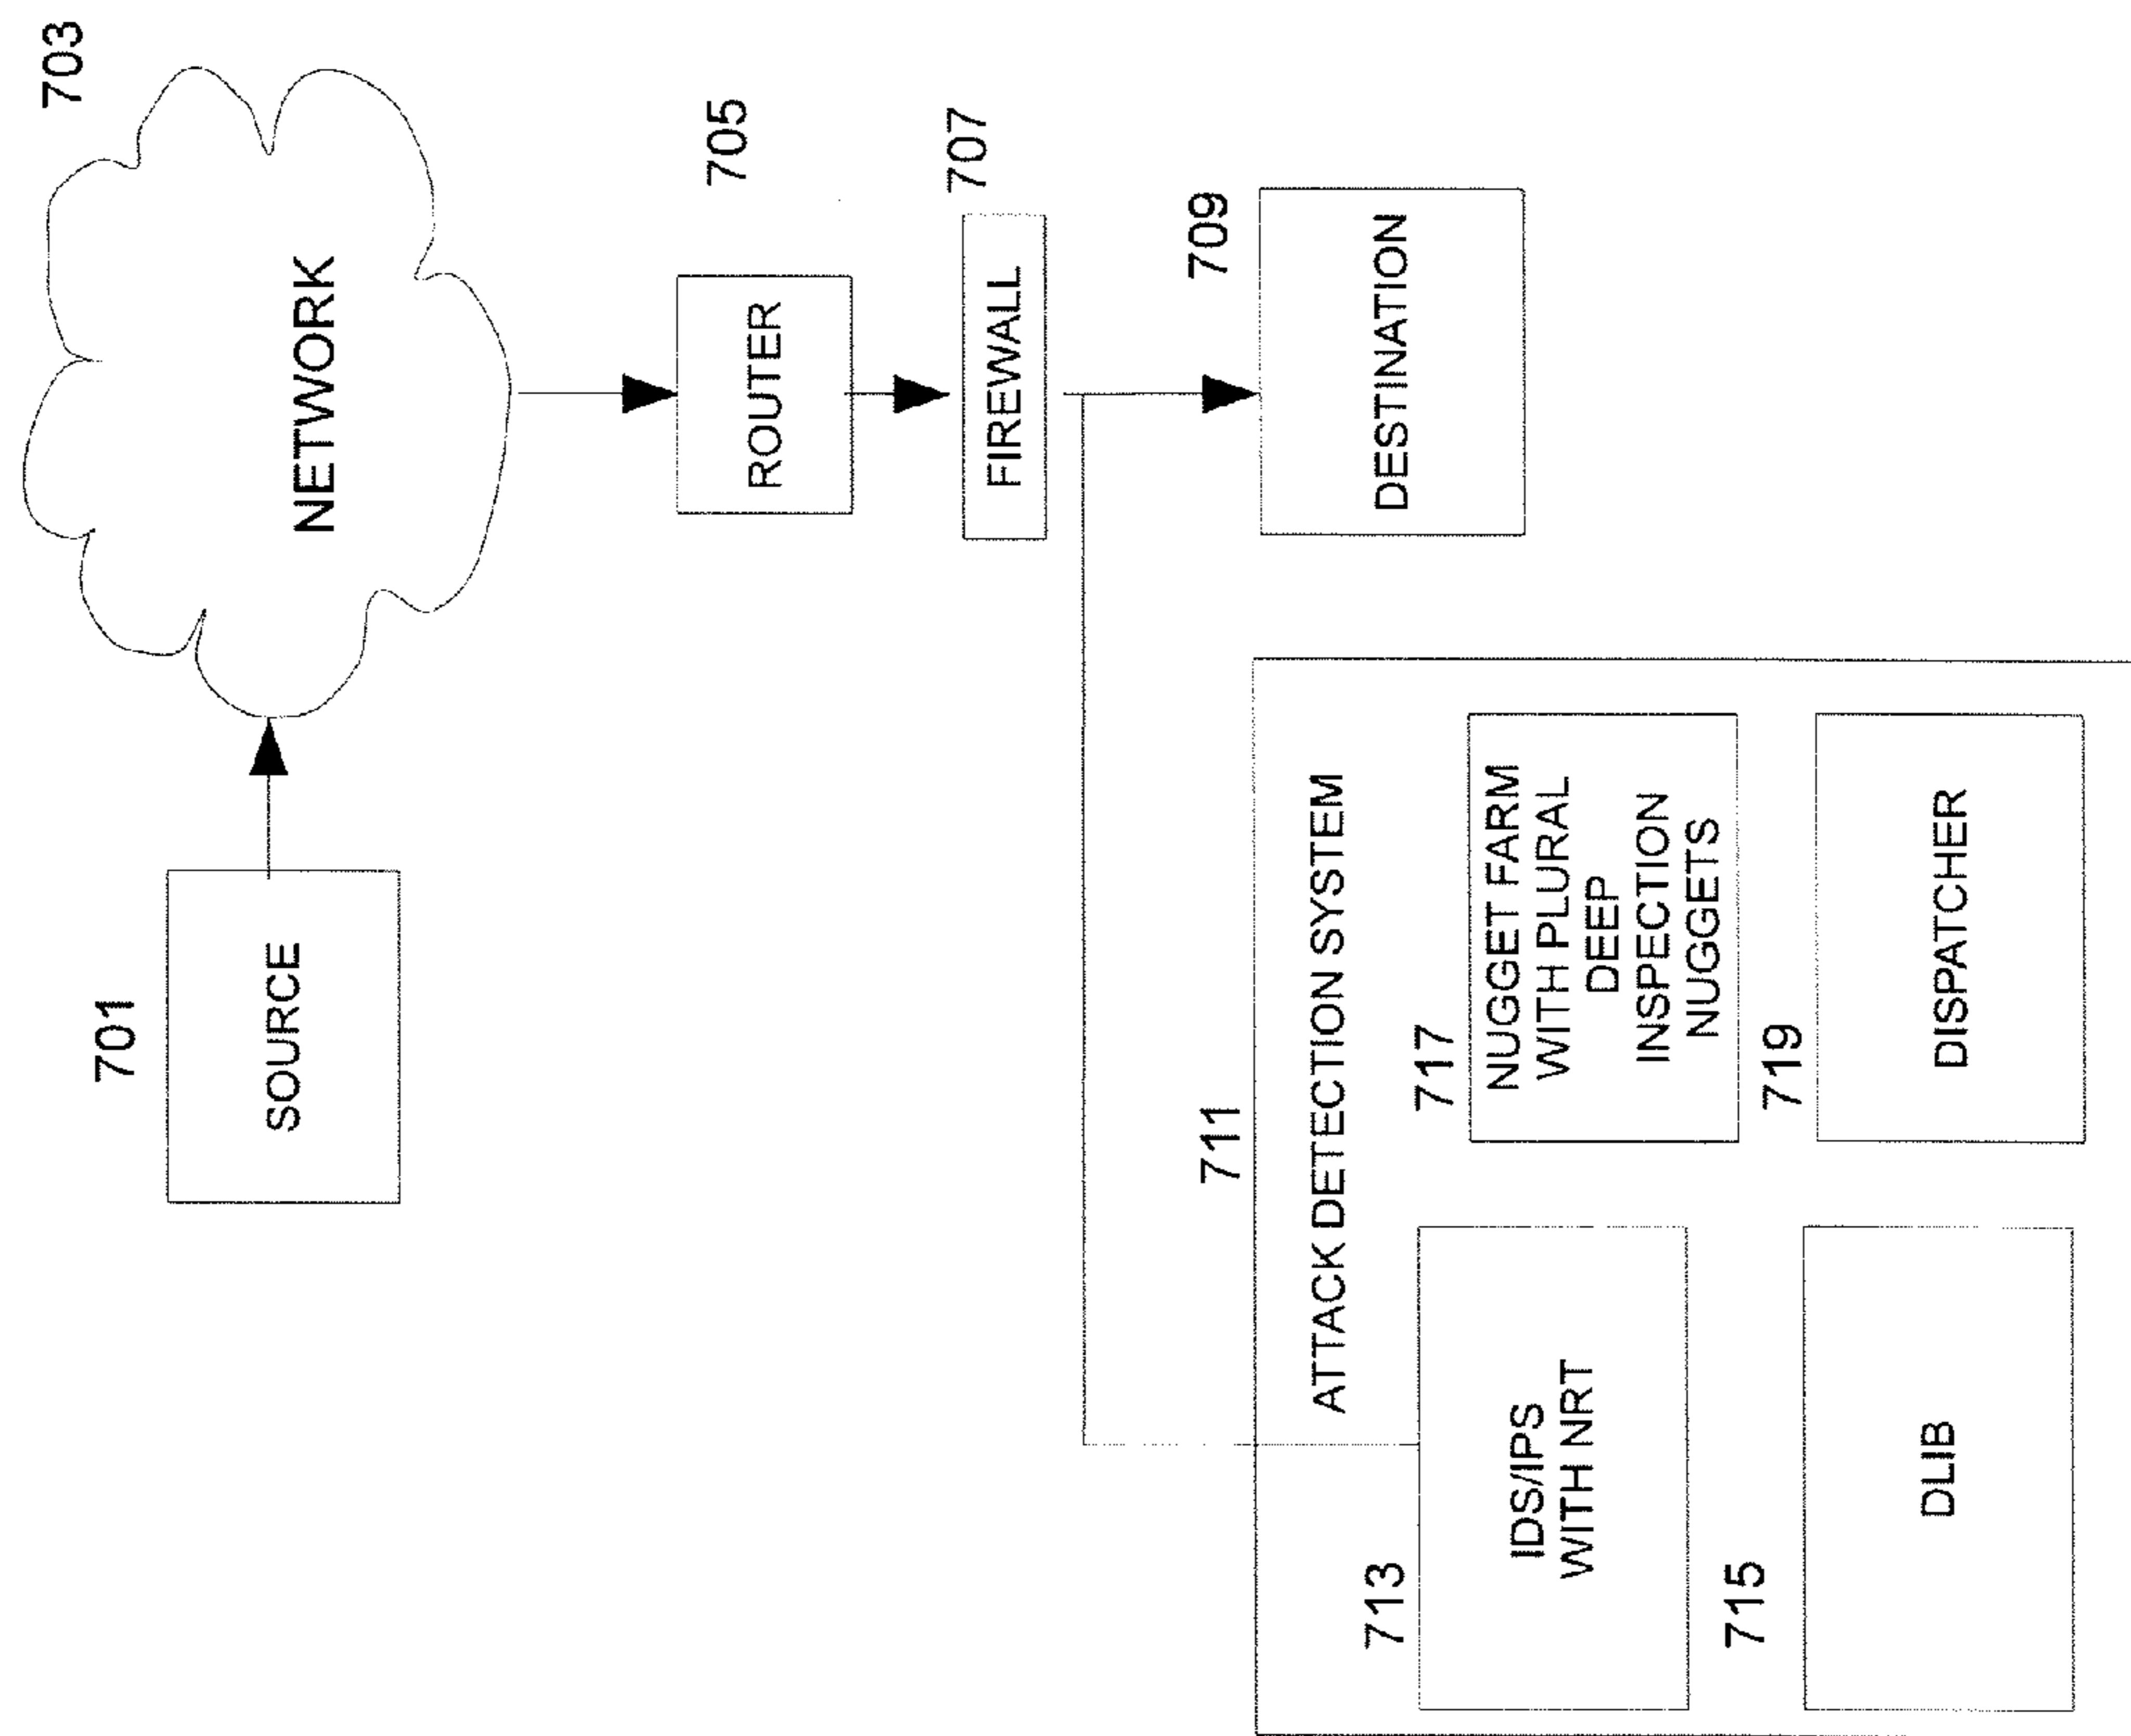 701
SOURCE
703
NETWORK
705
ROUTER
707
FIREWALL
709
DESTINATION
711
ATTACK DETECTION SYSTEM
713
IDS/IPS
WITH NRT
717
NUGGET FARM
WITH PLURAL
DEEP
INSPECTION
NUGGETS
715
DLIB
719
DISPATCHER